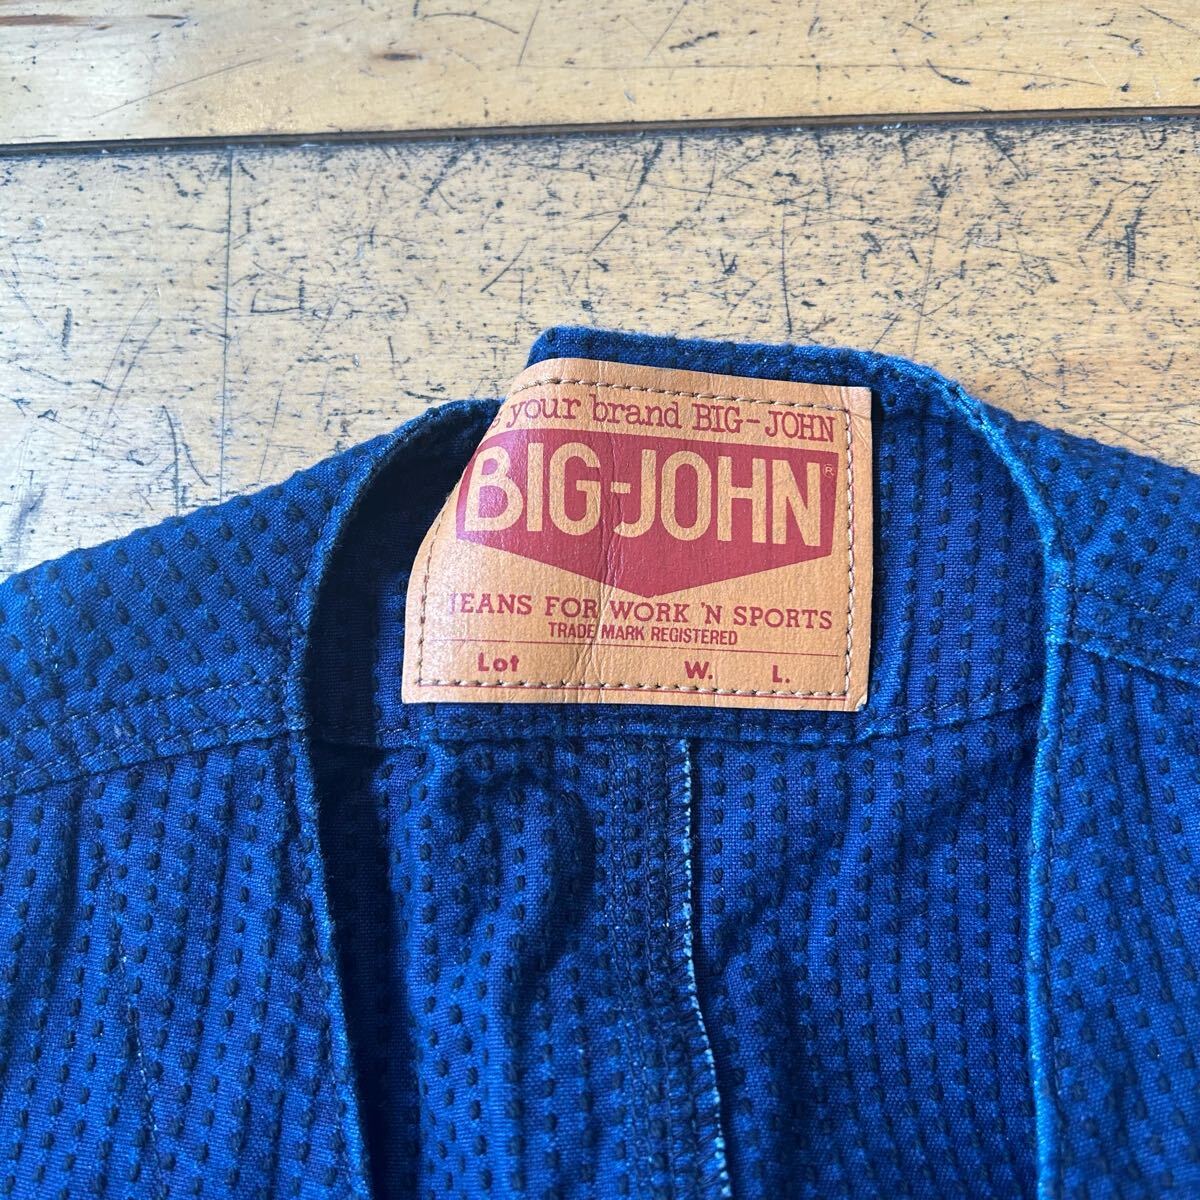 your brand BIG-JOHN
BIG-JOHN®
JEANS FOR WORK 'N SPORTS
TRADE MARK REGISTERED
Lot W. L.